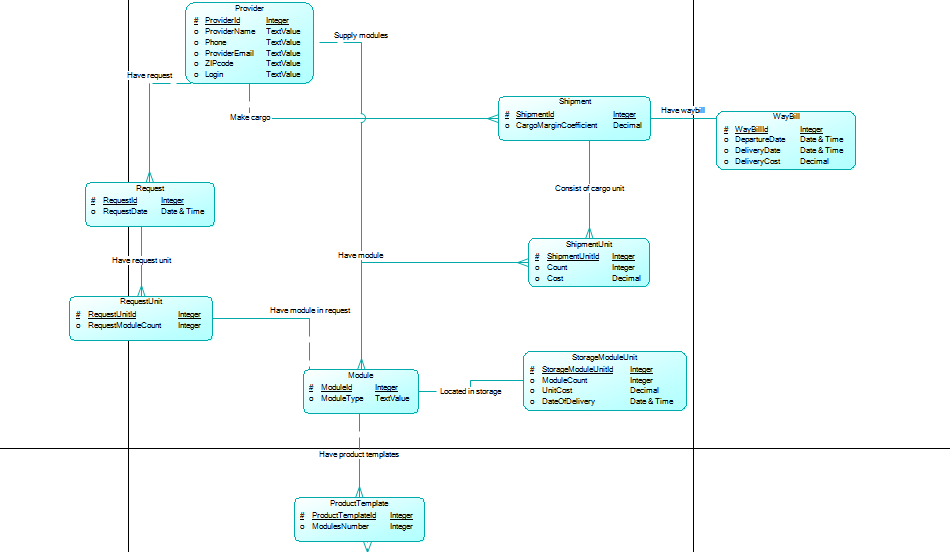 Provider
# ProviderId Integer
o ProviderName TextValue
o Phone TextValue
o ProviderEmail TextValue
o ZIPcode TextValue
o Login TextValue
Supply modules
Have request
Make cargo
Shipment
# ShipmentId Integer
o CargoMarginCoefficient Decimal
Have waybill
WayBill
# WayBillId Integer
o DepartureDate Date & Time
o DeliveryDate Date & Time
o DeliveryCost Decimal
Consist of cargo unit
Request
# RequestId Integer
o RequestDate Date & Time
Have request unit
Have module
ShipmentUnit
# ShipmentUnitId Integer
o Count Integer
o Cost Decimal
RequestUnit
# RequestUnitId Integer
o RequestModuleCount Integer
Have module in request
Module
# ModuleId Integer
o ModuleType TextValue
Located in storage
StorageModuleUnit
# StorageModuleUnitId Integer
o ModuleCount Integer
o UnitCost Decimal
o DateOfDelivery Date & Time
Have product templates
ProductTemplate
# ProductTemplateId Integer
o ModulesNumber Integer